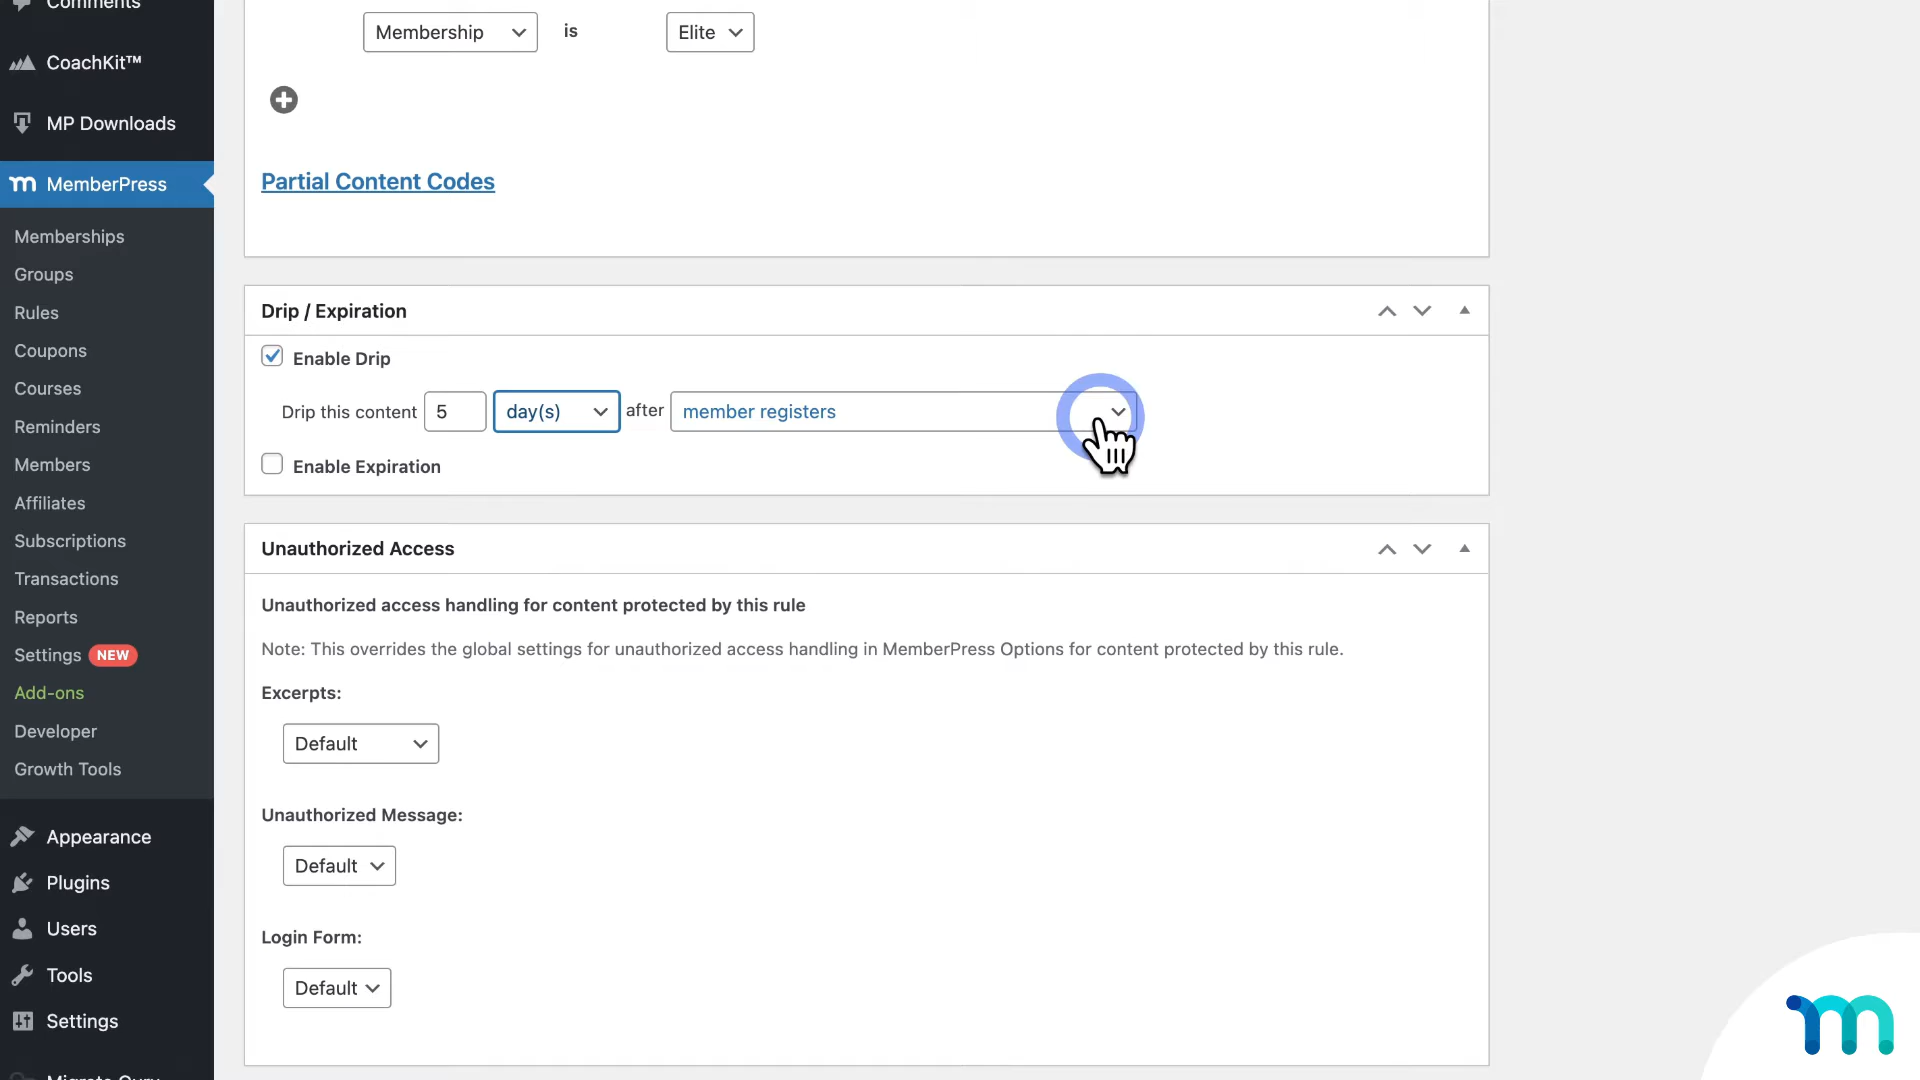 Comments
CoachKit™
MP Downloads
MemberPress
Memberships
Groups
Rules
Coupons
Courses
Reminders
Members
Affiliates
Subscriptions
Transactions
Reports
Settings NEW
Add-ons
Developer
Growth Tools
Appearance
Plugins
Users
Tools
Settings
Migrate Guru
Membership is Elite
Partial Content Codes
Drip / Expiration
Enable Drip
Drip this content 5 day(s) after member registers
Enable Expiration
Unauthorized Access
Unauthorized access handling for content protected by this rule
Note: This overrides the global settings for unauthorized access handling in MemberPress Options for content protected by this rule.
Excerpts:
Default
Unauthorized Message:
Default
Login Form:
Default